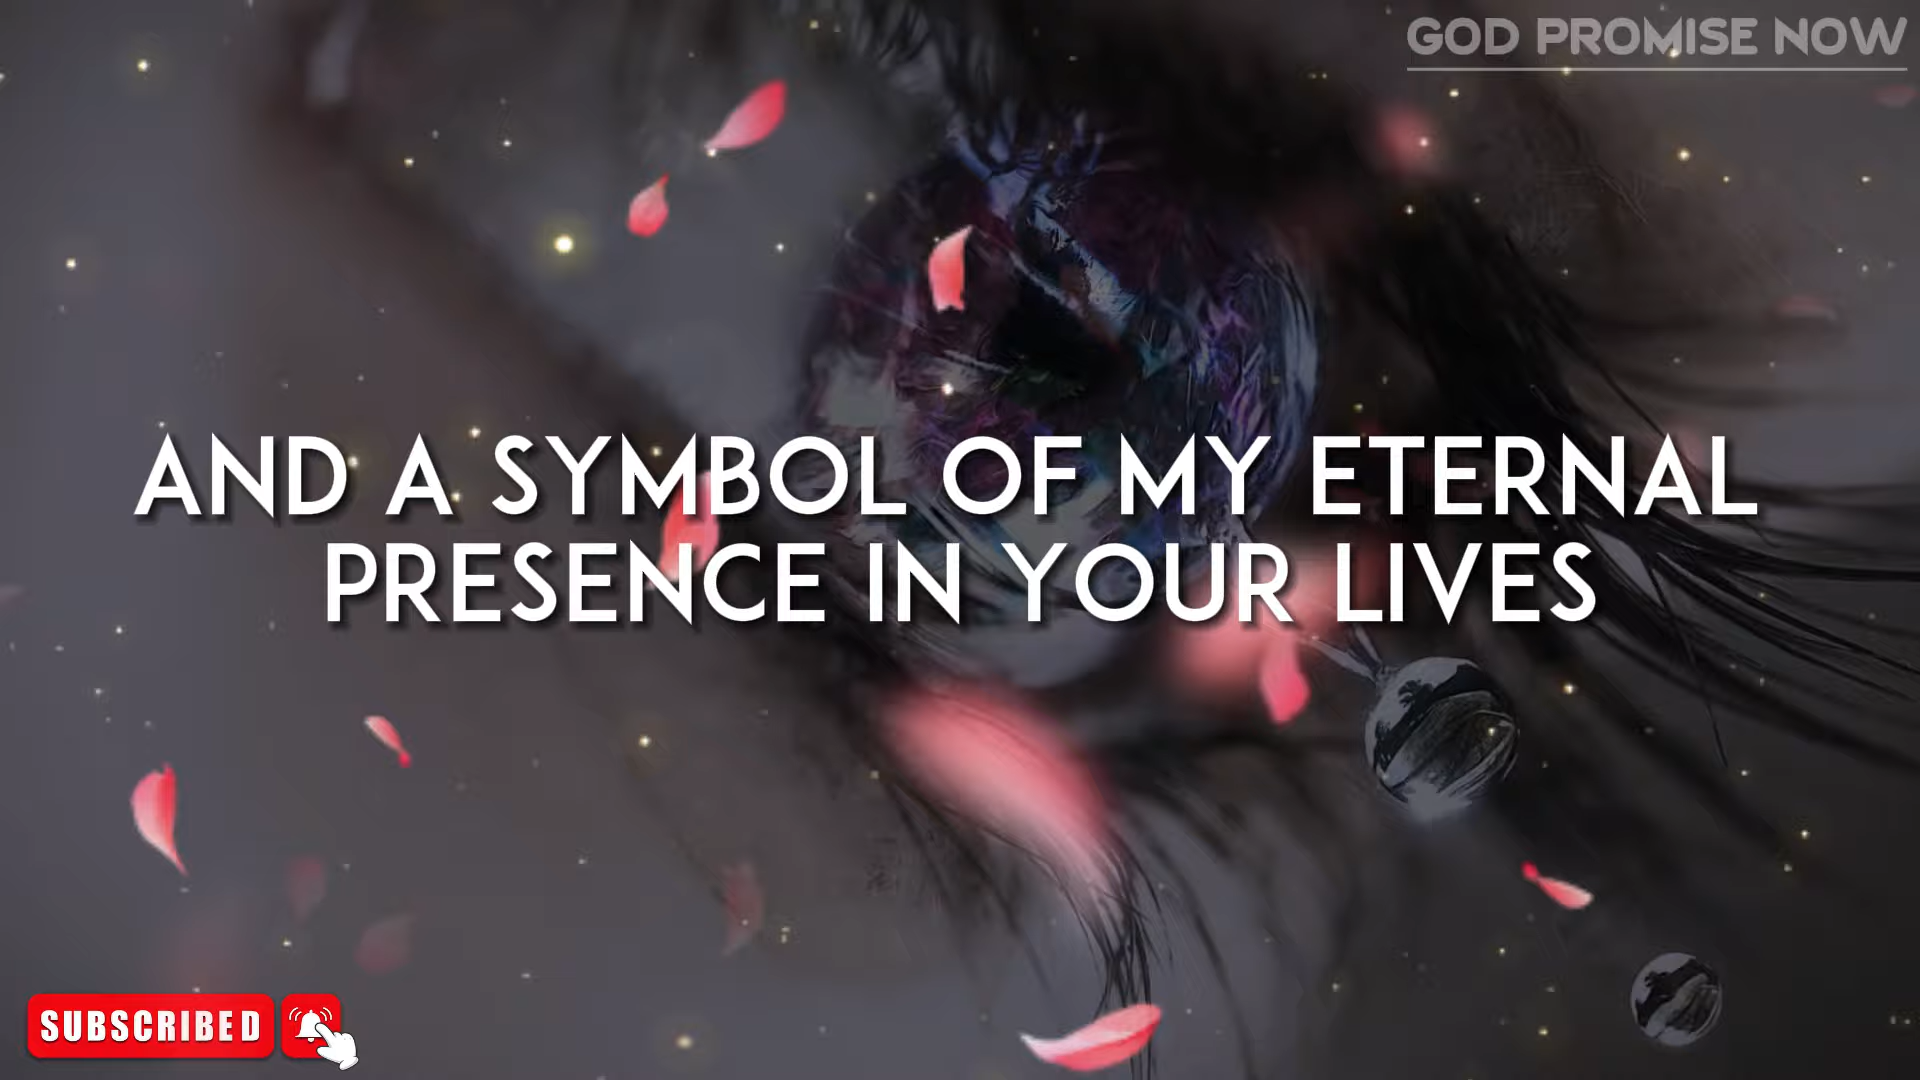 GOD PROMISE NOW
AND A SYMBOL OF MY ETERNAL
PRESENCE IN YOUR LIVES
SUBSCRIBED